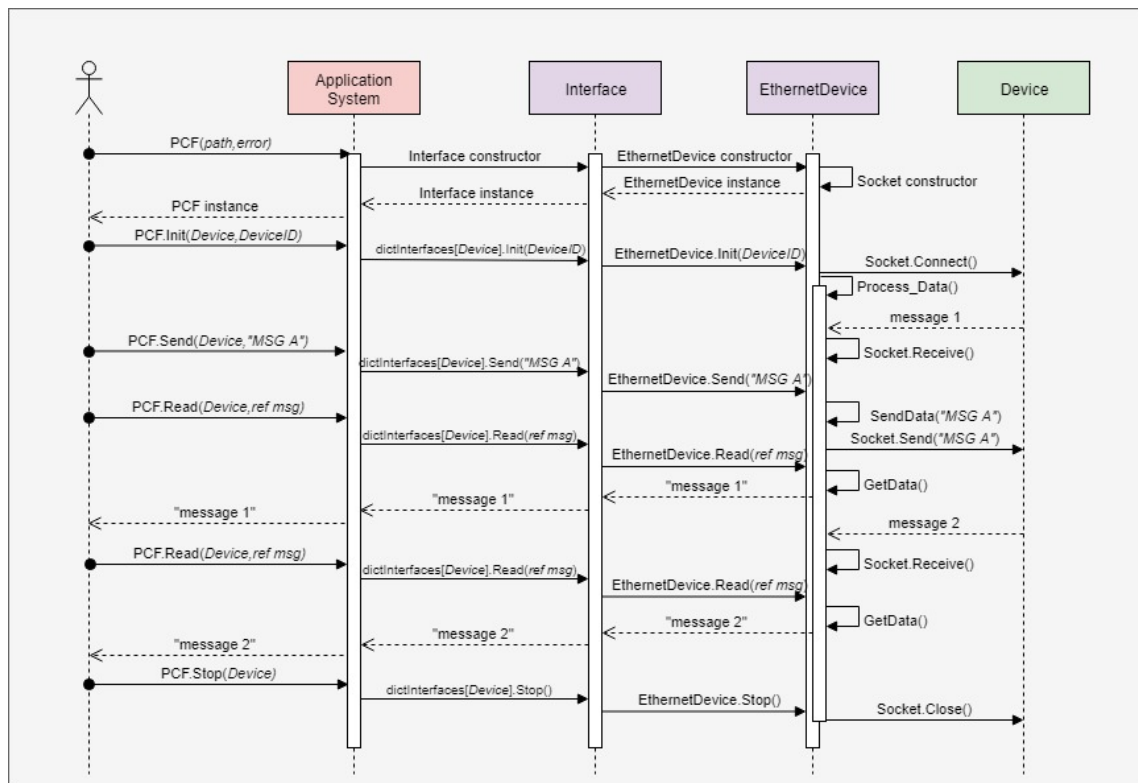 Application
System
Interface
EthernetDevice
Device
PCF(path,error)
Interface constructor
EthernetDevice constructor
Socket constructor
EthernetDevice instance
Interface instance
PCF instance
PCF.Init(Device,DeviceID)
dictInterfaces[Device].Init(DeviceID)
EthernetDevice.Init(DeviceID)
Socket.Connect()
Process_Data()
message 1
PCF.Send(Device,"MSG A")
Socket.Receive()
dictInterfaces[Device].Send("MSG A")
EthernetDevice.Send("MSG A")
PCF.Read(Device,ref msg)
SendData("MSG A")
dictInterfaces[Device].Read(ref msg)
Socket.Send("MSG A")
EthernetDevice.Read(ref msg)
GetData()
"message 1"
"message 1"
"message 1"
message 2
PCF.Read(Device,ref msg)
Socket.Receive()
dictInterfaces[Device].Read(ref msg)
EthernetDevice.Read(ref msg)
GetData()
"message 2"
"message 2"
"message 2"
PCF.Stop(Device)
dictInterfaces[Device].Stop()
EthernetDevice.Stop()
Socket.Close()